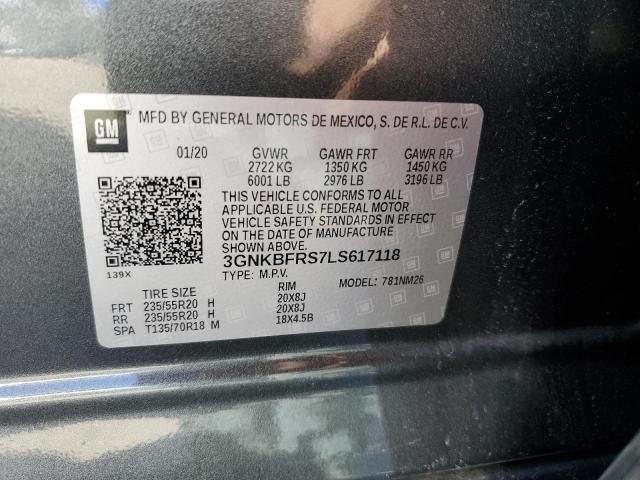 GM
MFD BY GENERAL MOTORS DE MEXICO, S. DE R.L. DE C.V.
01/20 GVWR GAWR FRT GAWR RR
2722 KG 1350 KG 1450 KG
6001 LB 2976 LB 3196 LB
THIS VEHICLE CONFORMS TO ALL
APPLICABLE U.S. FEDERAL MOTOR
VEHICLE SAFETY STANDARDS IN EFFECT
ON THE DATE OF MANUFACTURE
SHOWN ABOVE.
3GNKBFRS7LS617118
139X TYPE: M.P.V.
MODEL: 781NM26
TIRE SIZE RIM
FRT 235/55R20 H 20X8J
RR 235/55R20 H 20X8J
SPA T135/70R18 M 18X4.5B